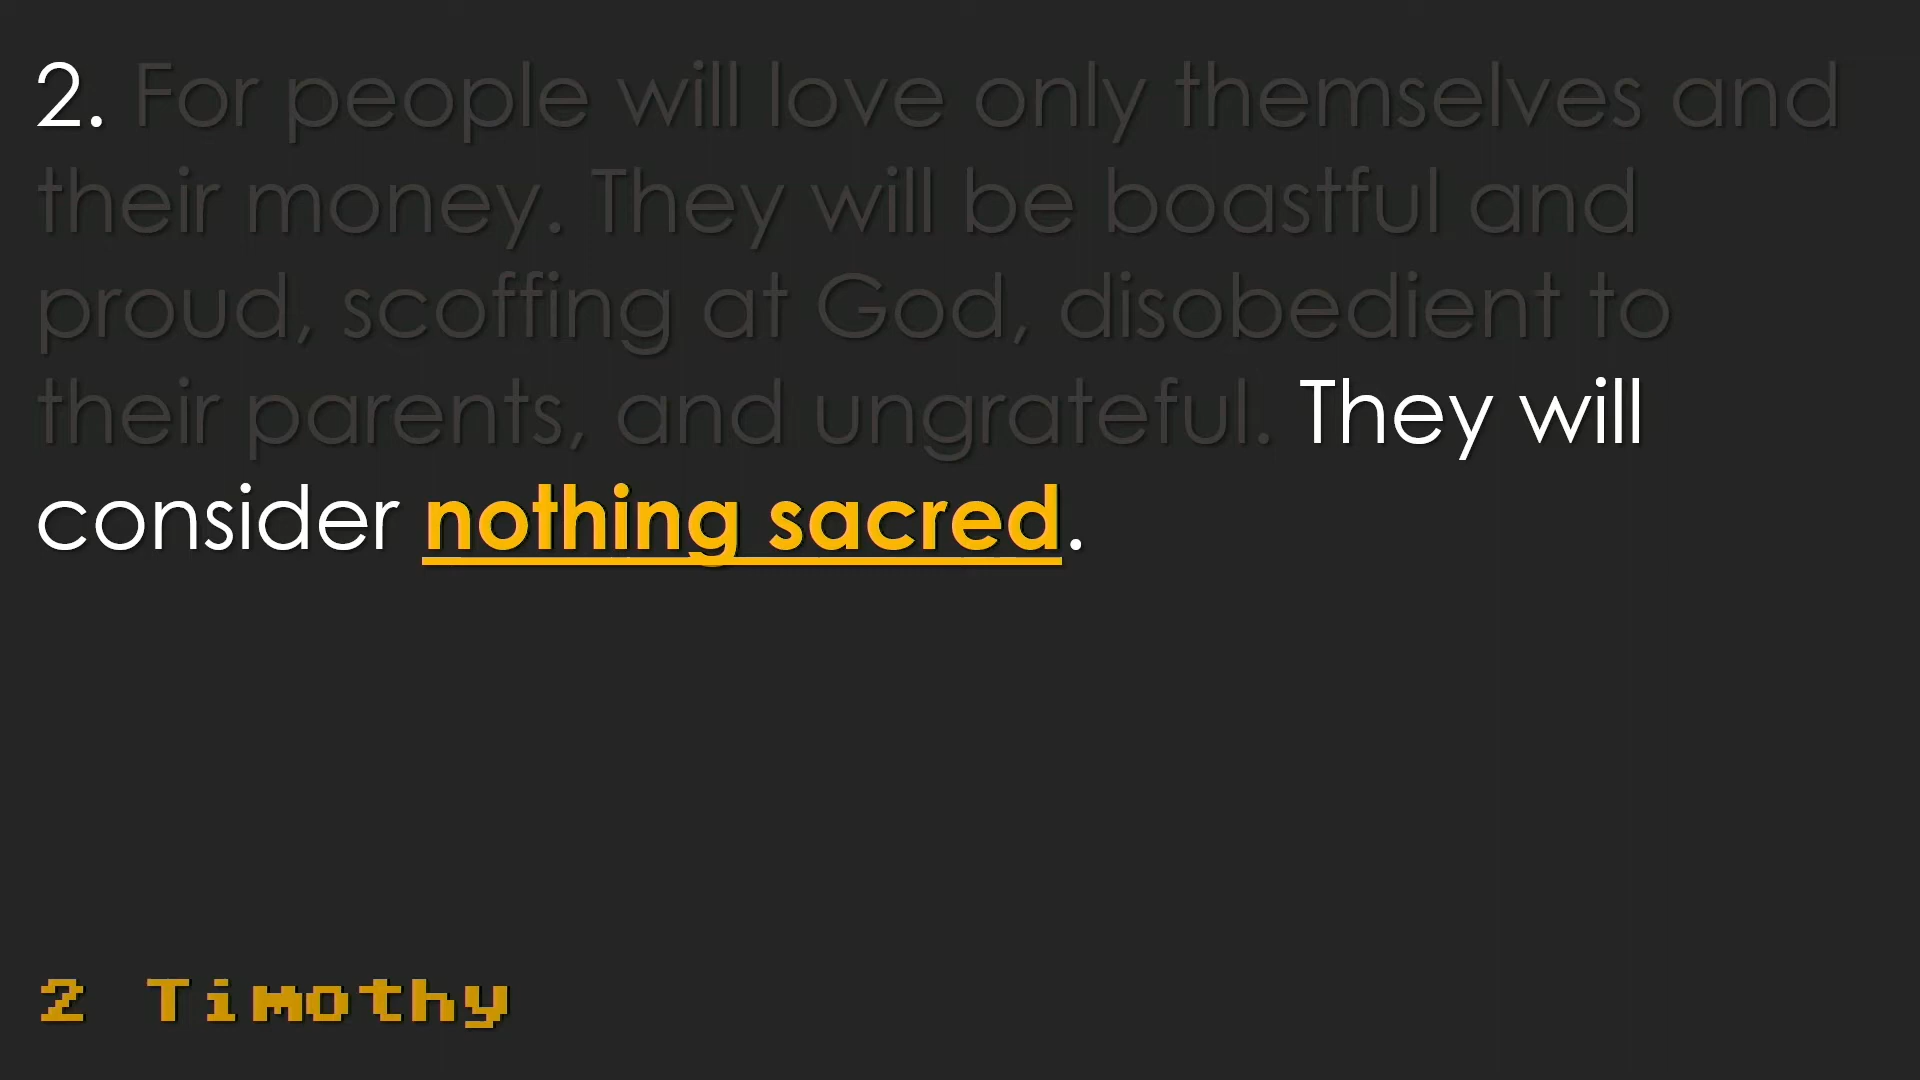 2. For people will love only themselves and
their money. They will be boastful and
proud, scoffing at God, disobedient to
their parents, and ungrateful. They will
consider nothing sacred.
2 Timothy